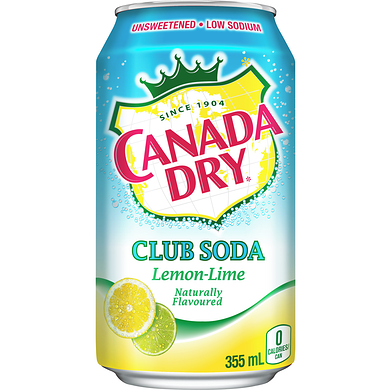 UNSWEETENED • LOW SODIUM
SINCE 1904
CANADA
DRY®
CLUB SODA
Lemon-Lime
Naturally
Flavoured
0
CALORIES/
CAN
355 mL